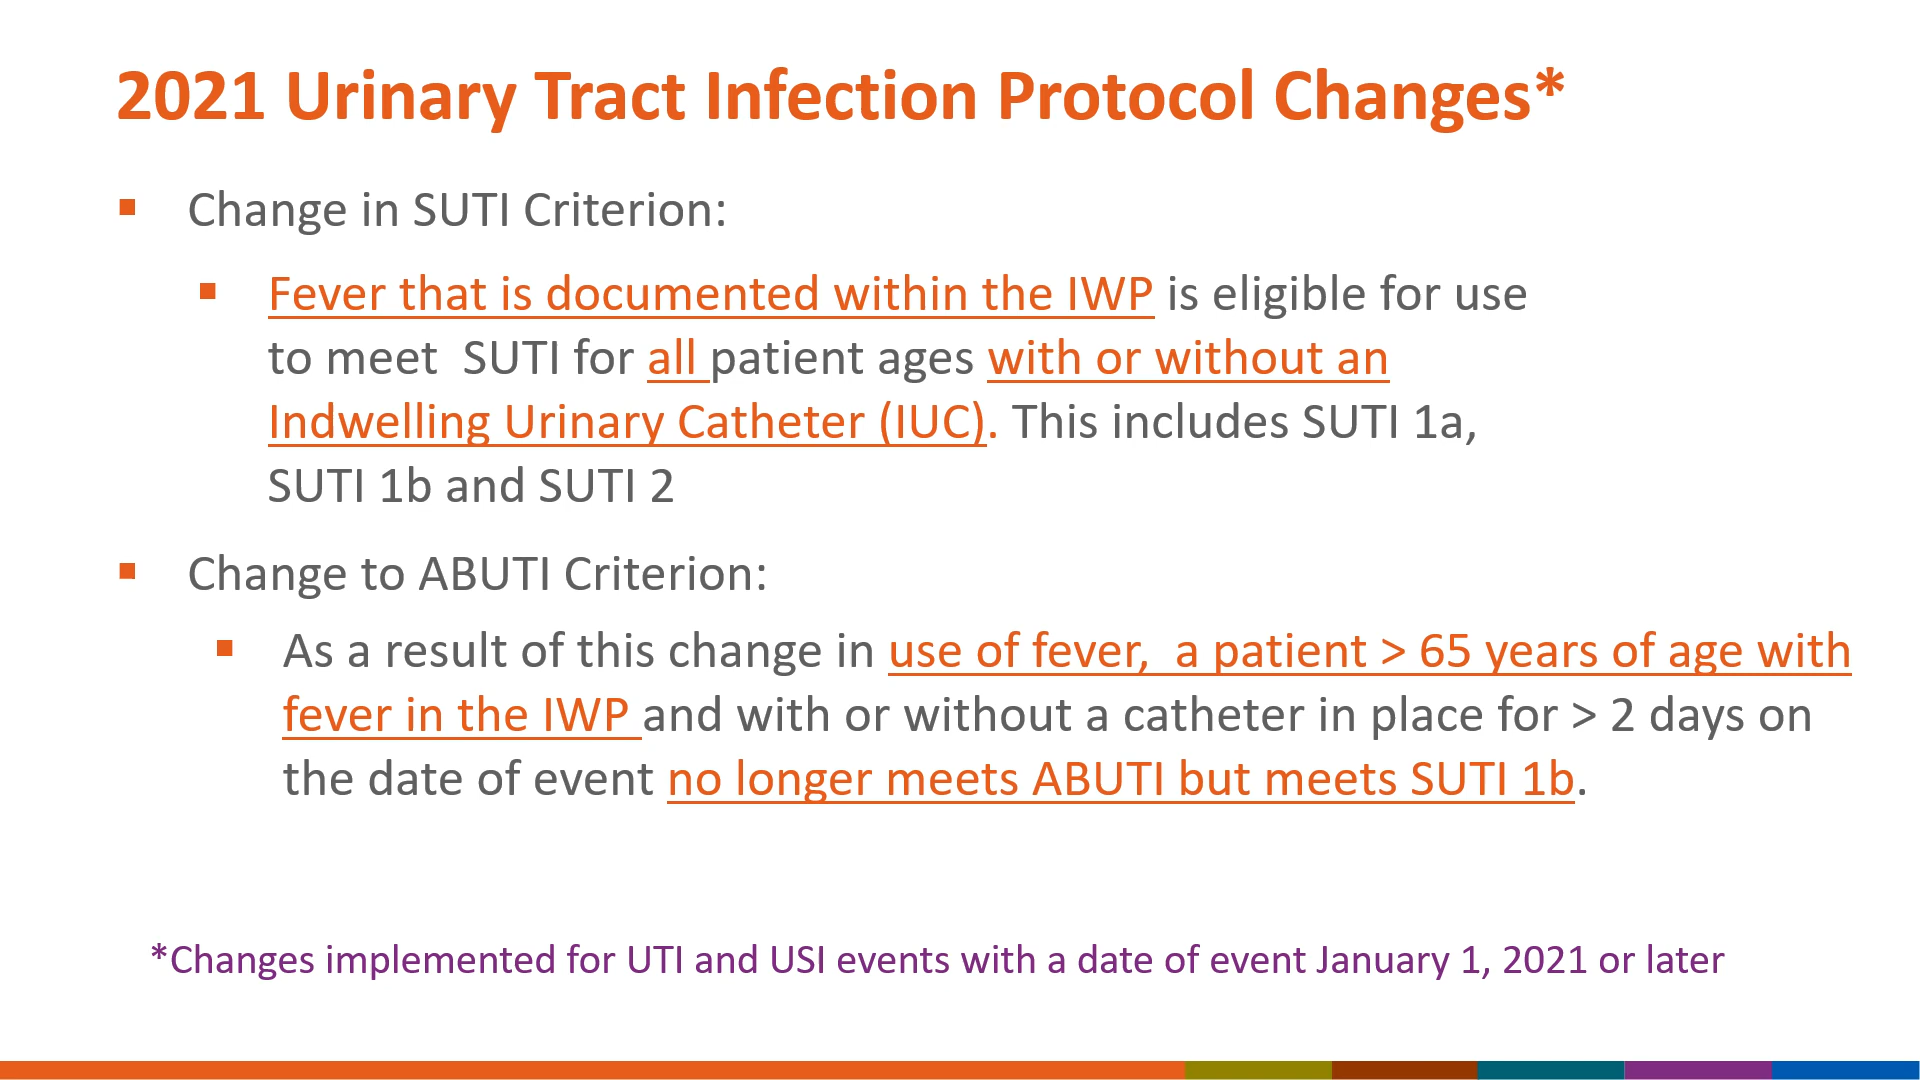 2021 Urinary Tract Infection Protocol Changes*
▪ Change in SUTI Criterion:
▪ Fever that is documented within the IWP is eligible for use
to meet  SUTI for all patient ages with or without an
Indwelling Urinary Catheter (IUC). This includes SUTI 1a,
SUTI 1b and SUTI 2
▪ Change to ABUTI Criterion:
▪ As a result of this change in use of fever,  a patient > 65 years of age with
fever in the IWP and with or without a catheter in place for > 2 days on
the date of event no longer meets ABUTI but meets SUTI 1b.
*Changes implemented for UTI and USI events with a date of event January 1, 2021 or later